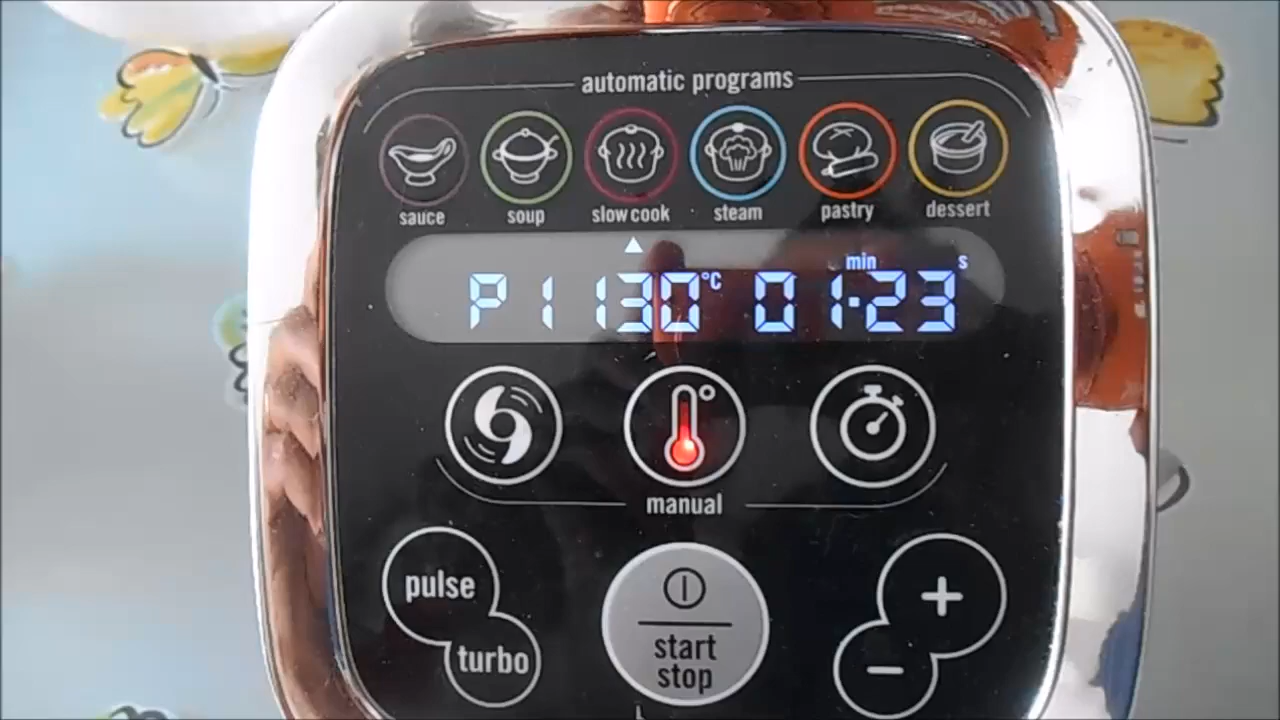 automatic programs
sauce soup slow cook steam pastry dessert
min s
P1 130°C 01:23
manual
pulse
turbo
start
stop
+
-